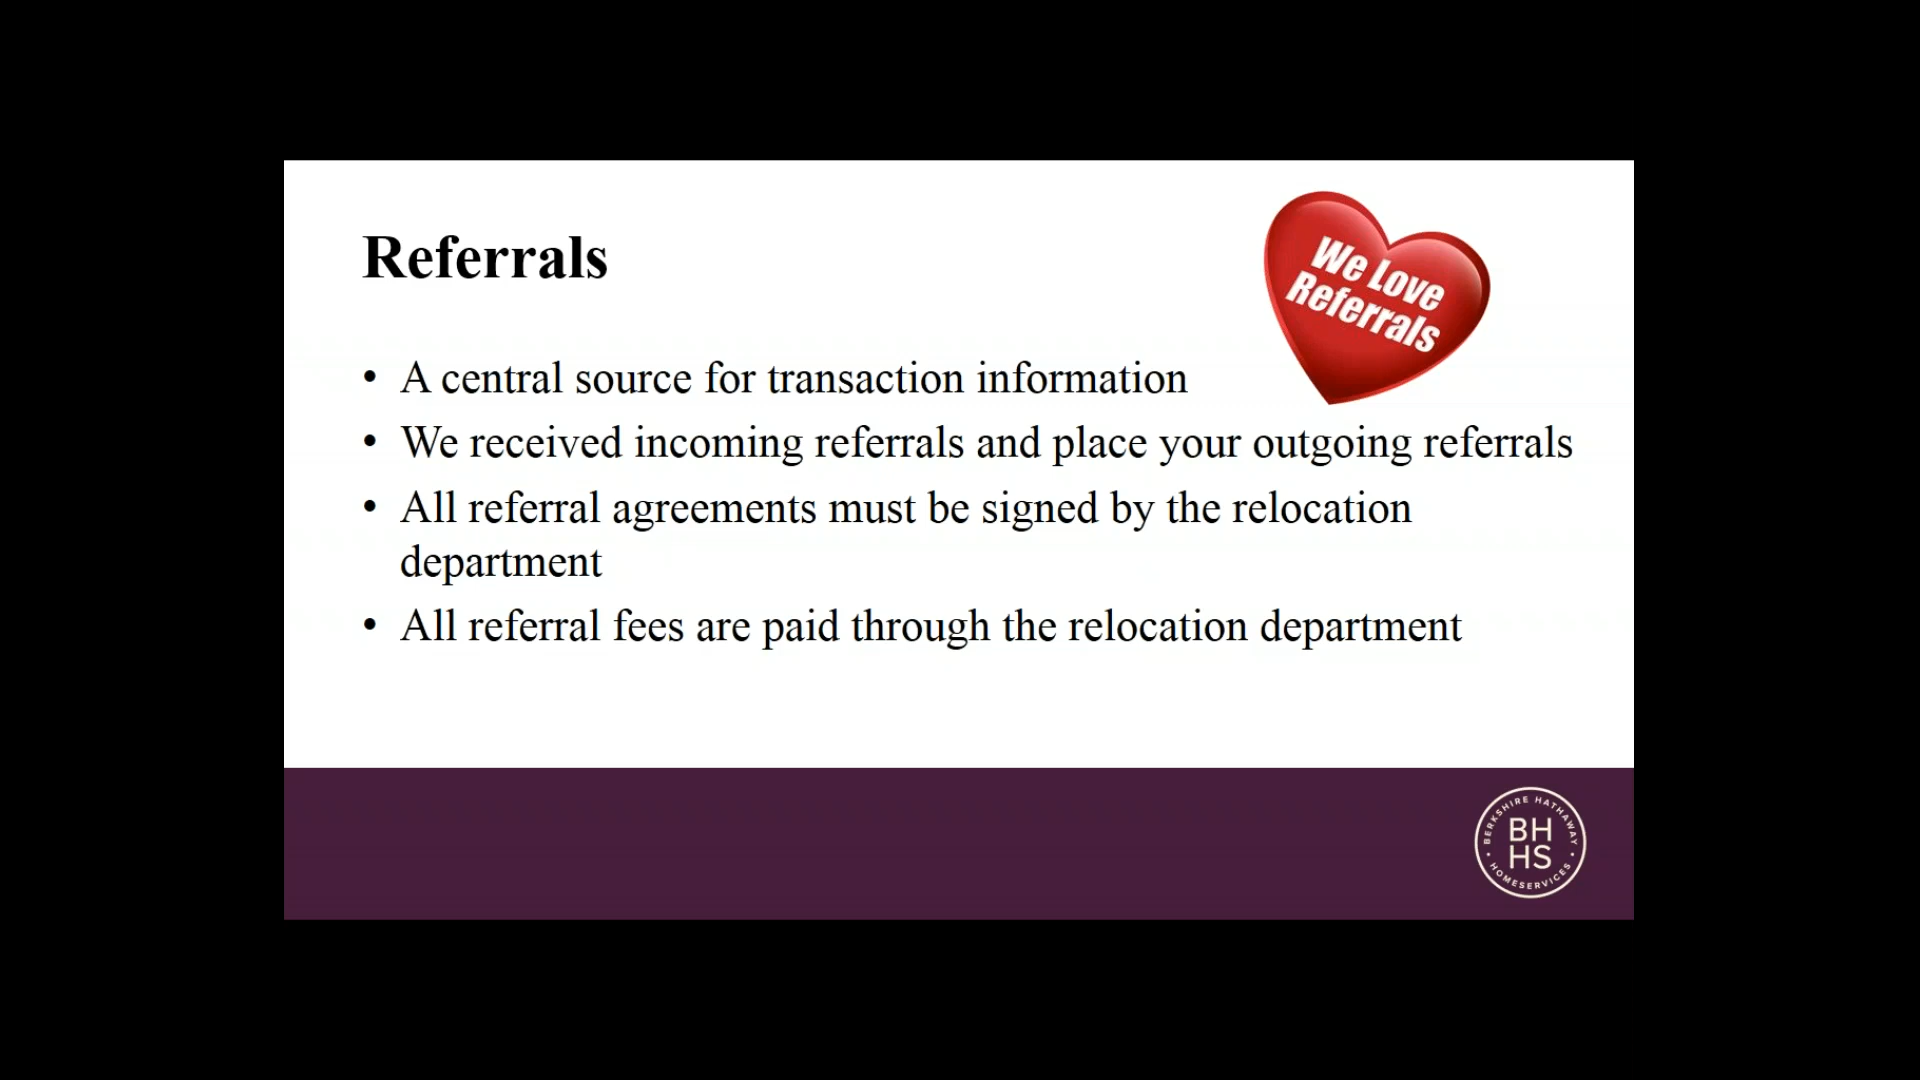 Referrals
We Love
Referrals
• A central source for transaction information
• We received incoming referrals and place your outgoing referrals
• All referral agreements must be signed by the relocation
department
• All referral fees are paid through the relocation department
BERKSHIRE HATHAWAY
BH
HS
HOMESERVICES